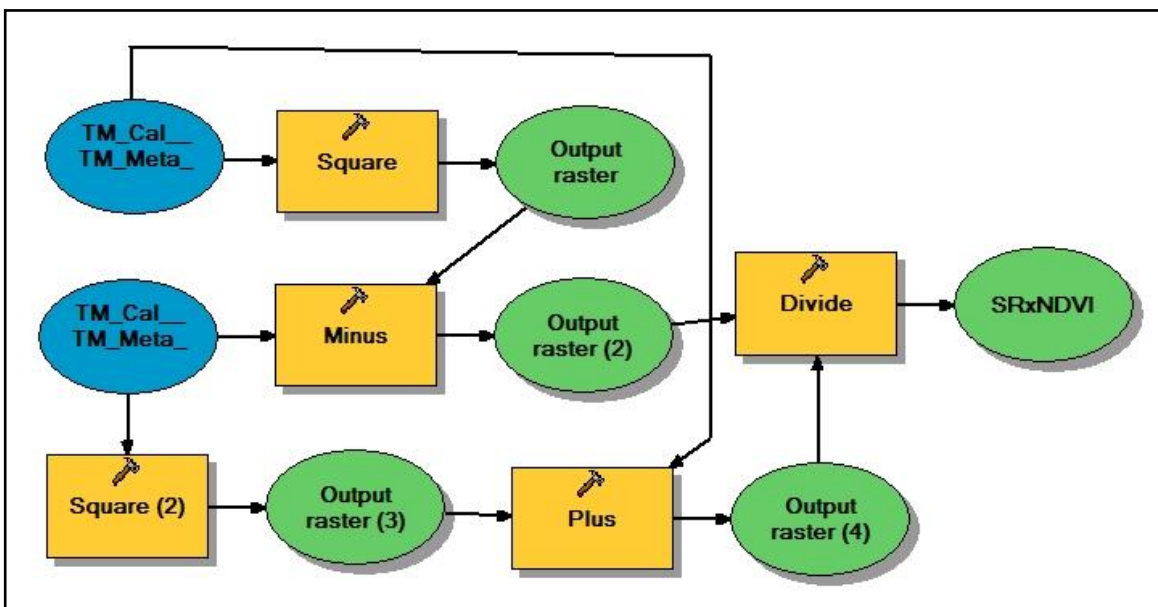 TM_Cal__
TM_Meta_
Square
Output
raster
TM_Cal__
TM_Meta_
Minus
Output
raster (2)
Divide
SRxNDVI
Square (2)
Output
raster (3)
Plus
Output
raster (4)